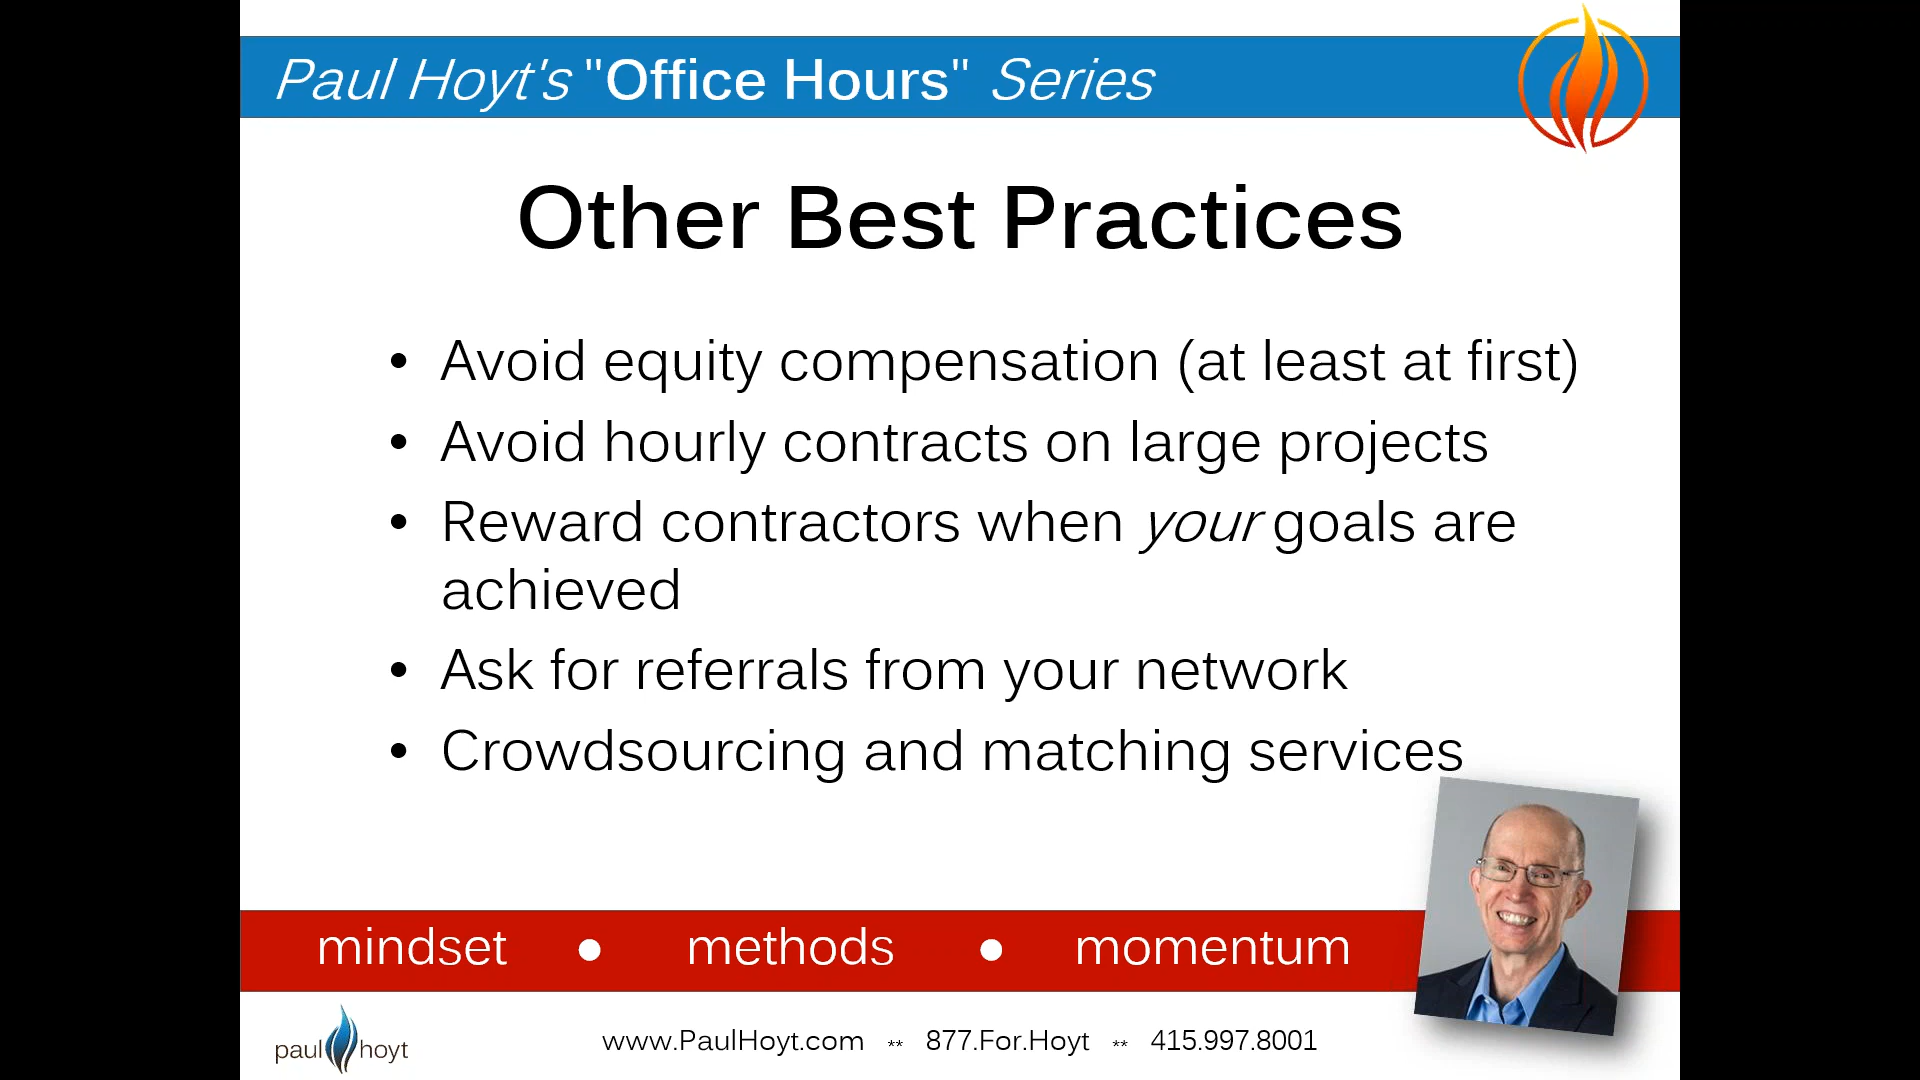 Paul Hoyt's "Office Hours" Series
Other Best Practices
• Avoid equity compensation (at least at first)
• Avoid hourly contracts on large projects
• Reward contractors when your goals are
achieved
• Ask for referrals from your network
• Crowdsourcing and matching services
mindset • methods • momentum
paul hoyt
www.PaulHoyt.com ** 877.For.Hoyt ** 415.997.8001